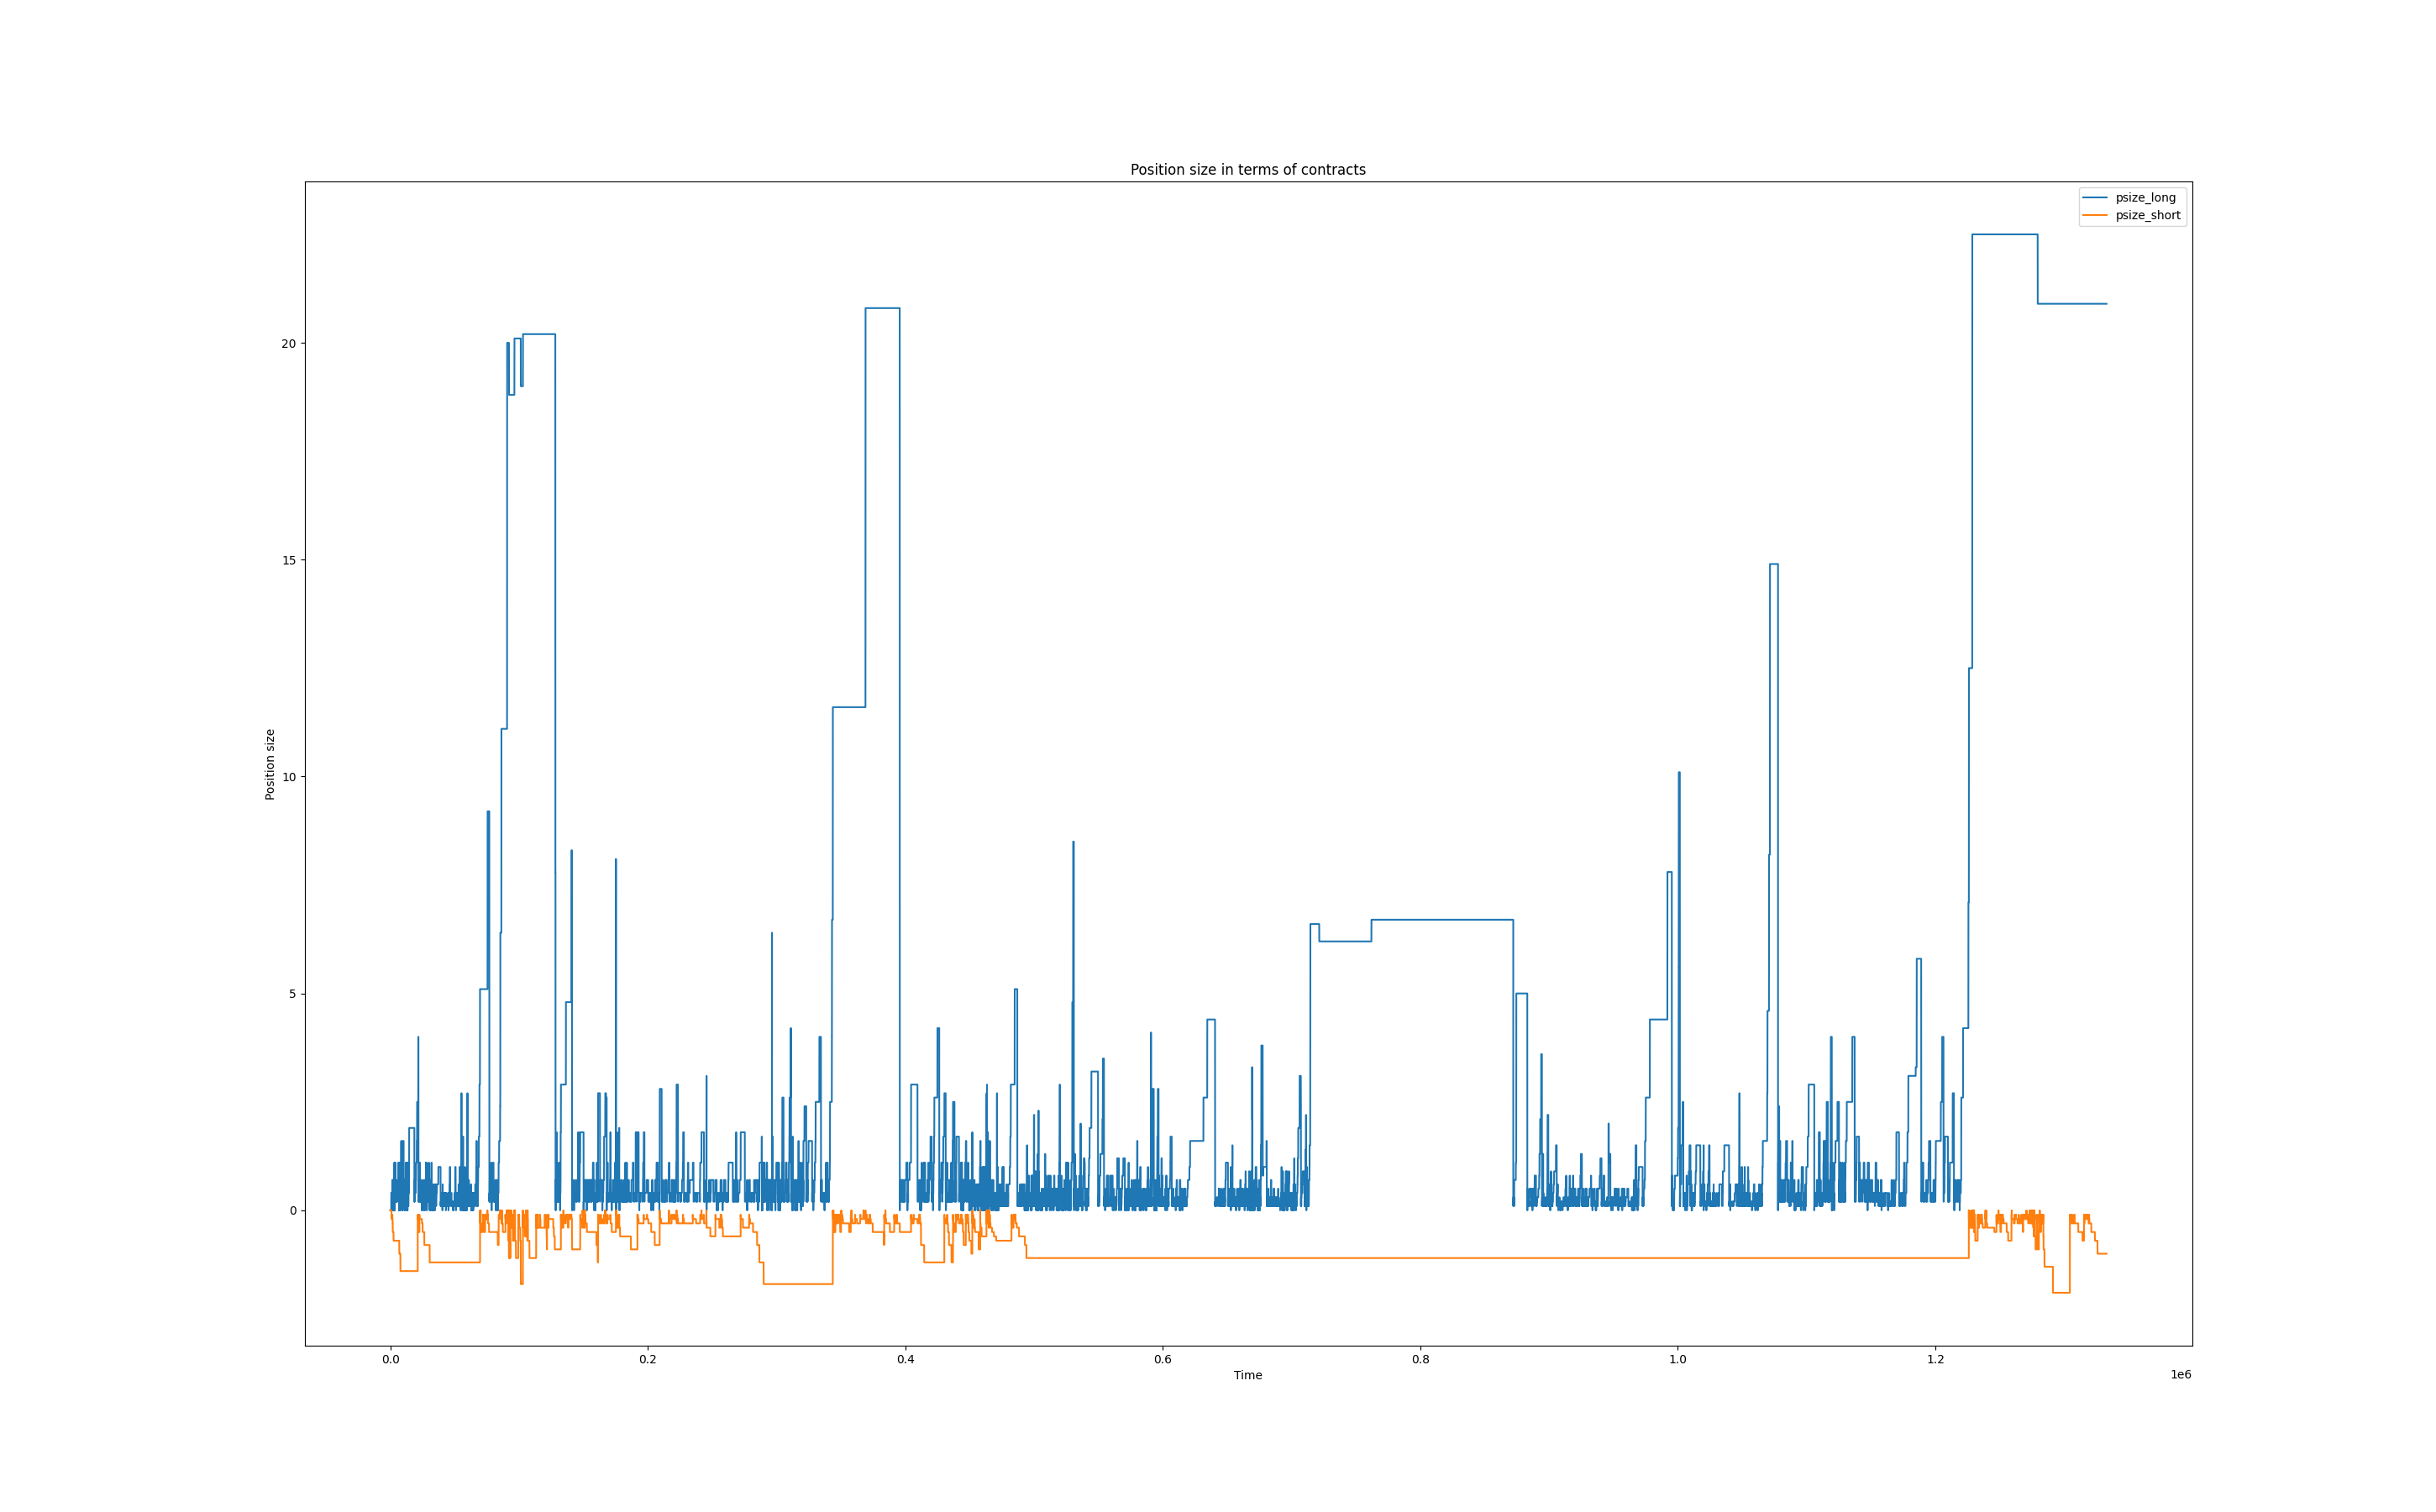 Position size in terms of contracts
psize_long
psize_short
Position size
20
15
10
5
0
0.0 0.2 0.4 0.6 0.8 1.0 1.2
Time
1e6